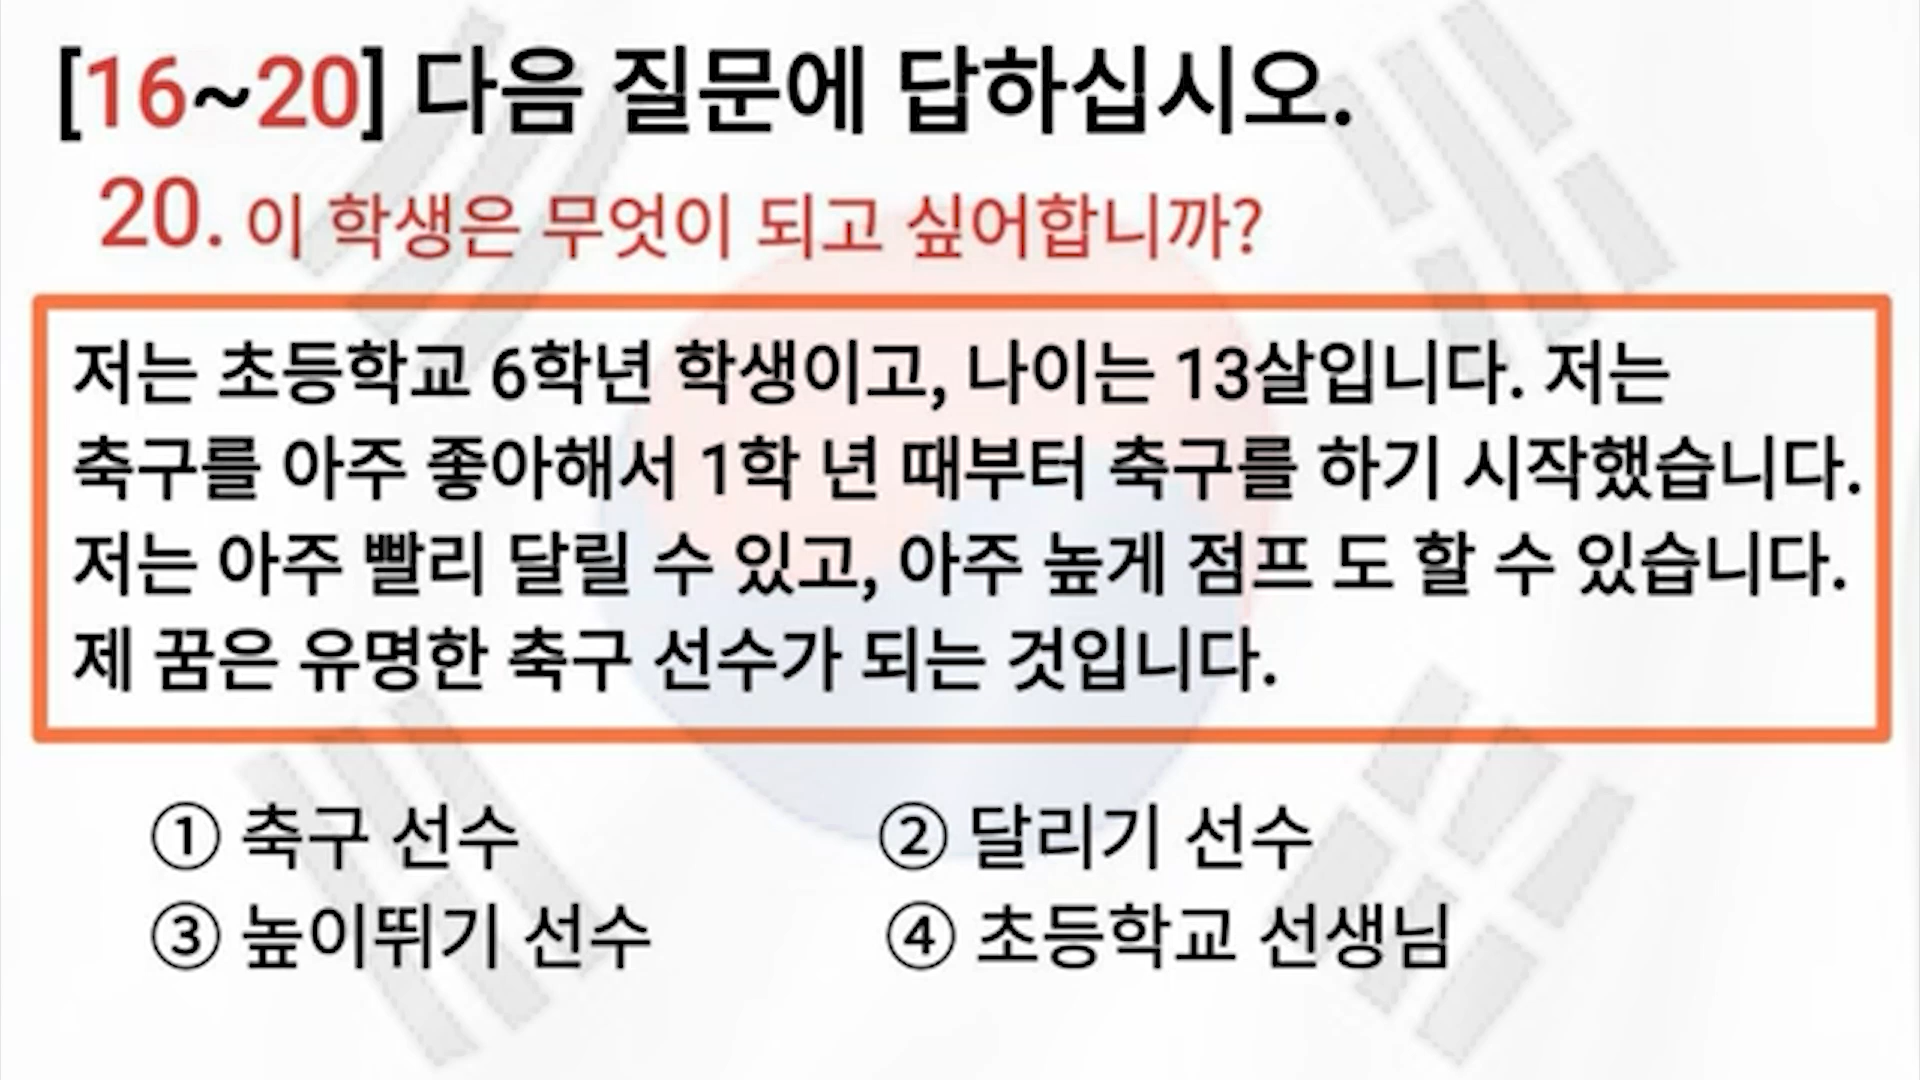 [16~20] 다음 질문에 답하십시오.
20. 이 학생은 무엇이 되고 싶어합니까?
저는 초등학교 6학년 학생이고, 나이는 13살입니다. 저는
축구를 아주 좋아해서 1학 년 때부터 축구를 하기 시작했습니다.
저는 아주 빨리 달릴 수 있고, 아주 높게 점프 도 할 수 있습니다.
제 꿈은 유명한 축구 선수가 되는 것입니다.
① 축구 선수 ② 달리기 선수
③ 높이뛰기 선수 ④ 초등학교 선생님